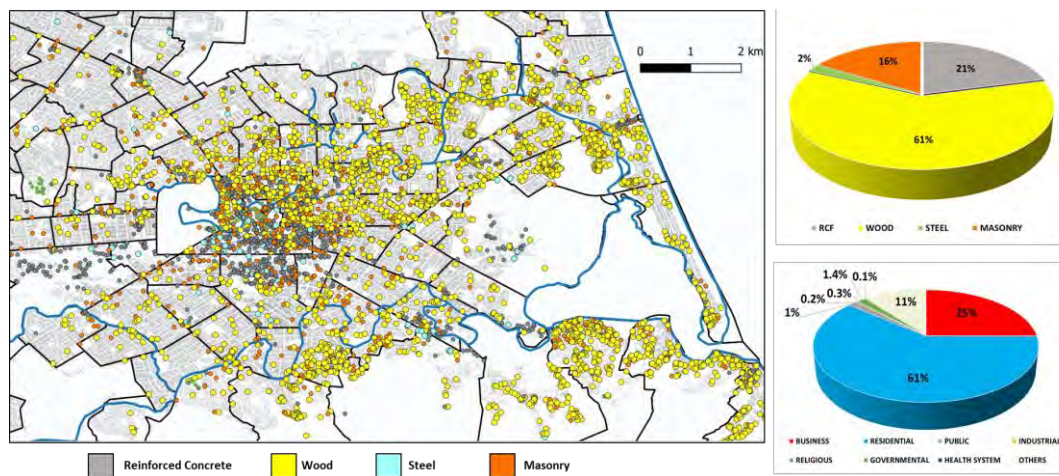 0 1 2 km
Reinforced Concrete Wood Steel Masonry
2%
16%
21%
61%
RCF WOOD STEEL MASONRY
1.4%
0.1%
0.2%
0.3%
1%
11%
25%
61%
BUSINESS RESIDENTIAL PUBLIC INDUSTRIAL
RELIGIOUS GOVERNMENTAL HEALTH SYSTEM OTHERS